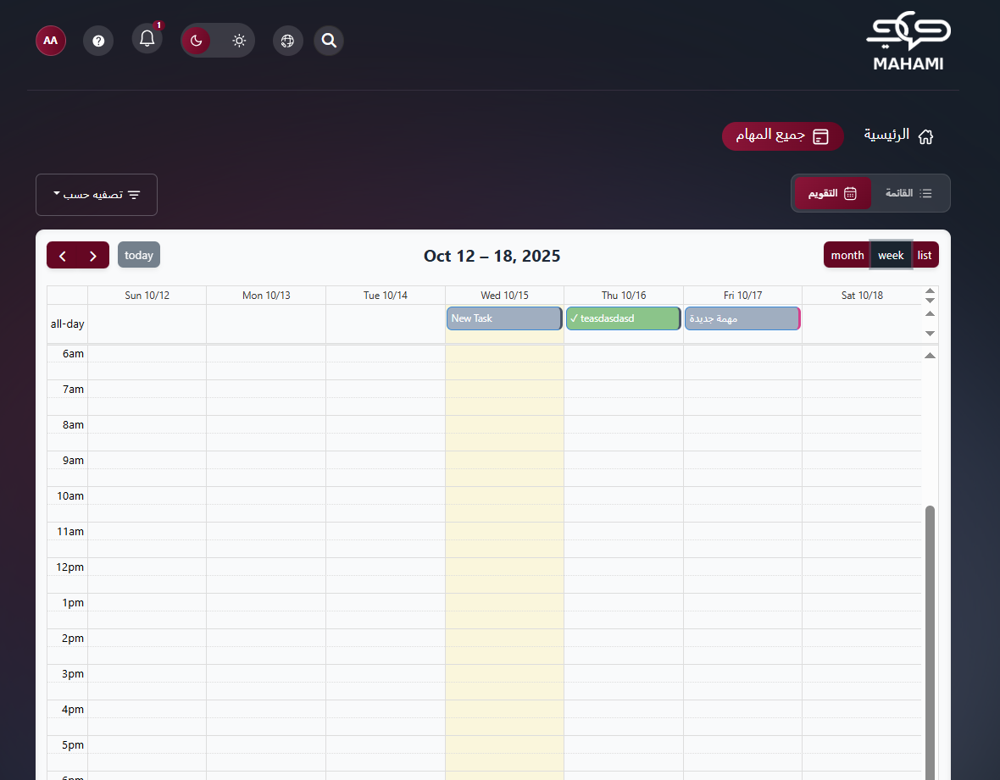 AA
1
مهامي
MAHAMI
الرئيسية
جميع المهام
القائمة
التقويم
تصفيه حسب
today
Oct 12 – 18, 2025
month
week
list
Sun 10/12
Mon 10/13
Tue 10/14
Wed 10/15
Thu 10/16
Fri 10/17
Sat 10/18
all-day
New Task
✓ teasdasdasd
مهمة جديدة
6am
7am
8am
9am
10am
11am
12pm
1pm
2pm
3pm
4pm
5pm
6pm